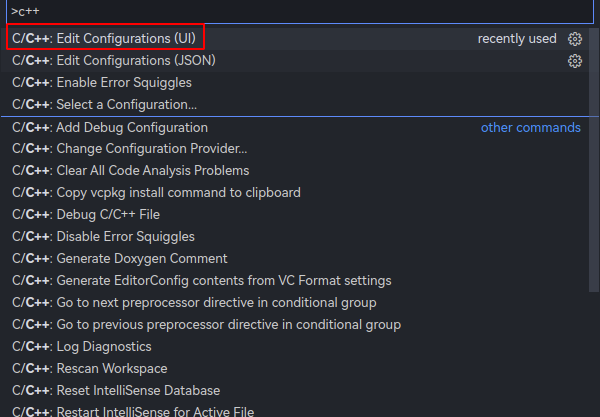 >c++
C/C++: Edit Configurations (UI) recently used
C/C++: Edit Configurations (JSON)
C/C++: Enable Error Squiggles
C/C++: Select a Configuration...
C/C++: Add Debug Configuration other commands
C/C++: Change Configuration Provider...
C/C++: Clear All Code Analysis Problems
C/C++: Copy vcpkg install command to clipboard
C/C++: Debug C/C++ File
C/C++: Disable Error Squiggles
C/C++: Generate Doxygen Comment
C/C++: Generate EditorConfig contents from VC Format settings
C/C++: Go to next preprocessor directive in conditional group
C/C++: Go to previous preprocessor directive in conditional group
C/C++: Log Diagnostics
C/C++: Rescan Workspace
C/C++: Reset IntelliSense Database
C/C++: Restart IntelliSense for Active File